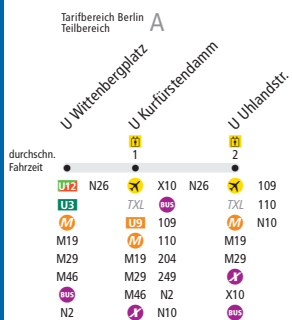 Tarifbereich Berlin
Teilbereich A
U Wittenbergplatz
U Kurfürstendamm
U Uhlandstr.
durchschn.
Fahrzeit
1 2
U12 N26 X10 N26 109
U3 TXL BUS TXL 110
M U9 109 M N10
M19 M 110 M19
M29 M19 204 M29
M46 M29 249 X
BUS M46 N2 X10
N2 X N10 BUS